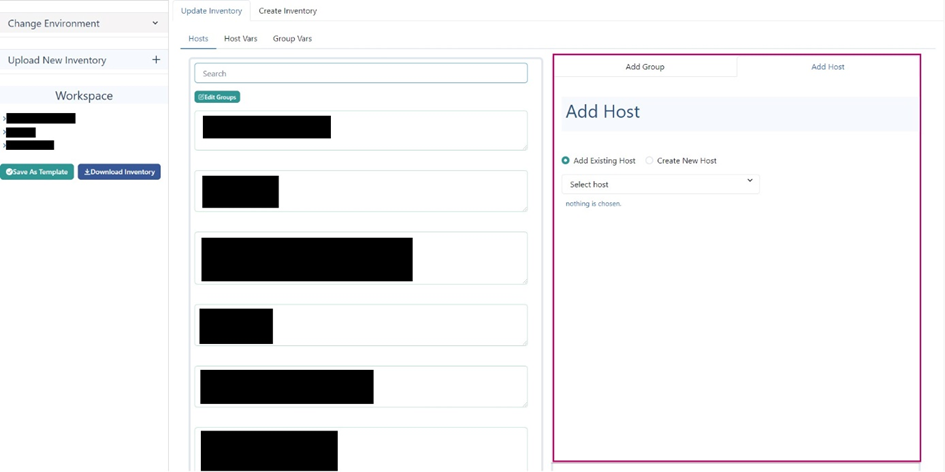 Change Environment
Upload New Inventory +
Workspace
Save As Template
Download Inventory
Update Inventory
Create Inventory
Hosts
Host Vars
Group Vars
Search
Edit Groups
Add Group
Add Host
Add Host
Add Existing Host
Create New Host
Select host
nothing is chosen.